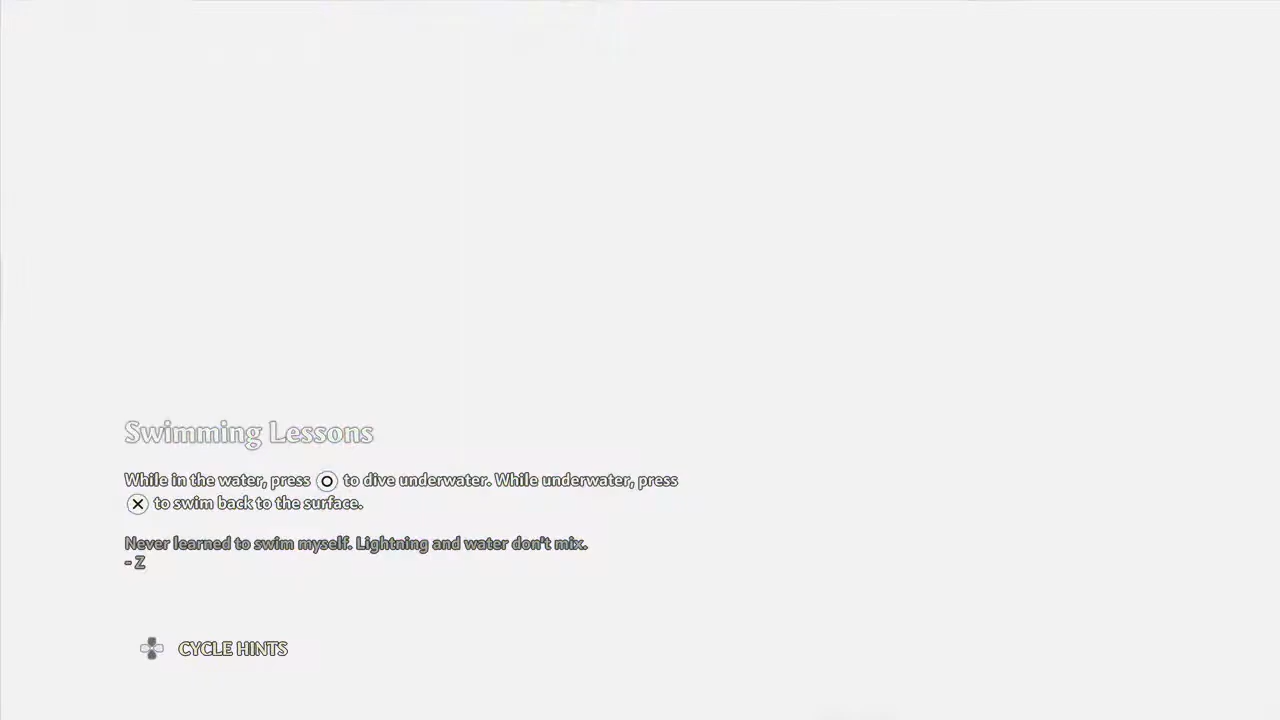 Swimming Lessons
While in the water, press O to dive underwater. While underwater, press
X to swim back to the surface.
Never learned to swim myself. Lightning and water don't mix.
- Z
CYCLE HINTS